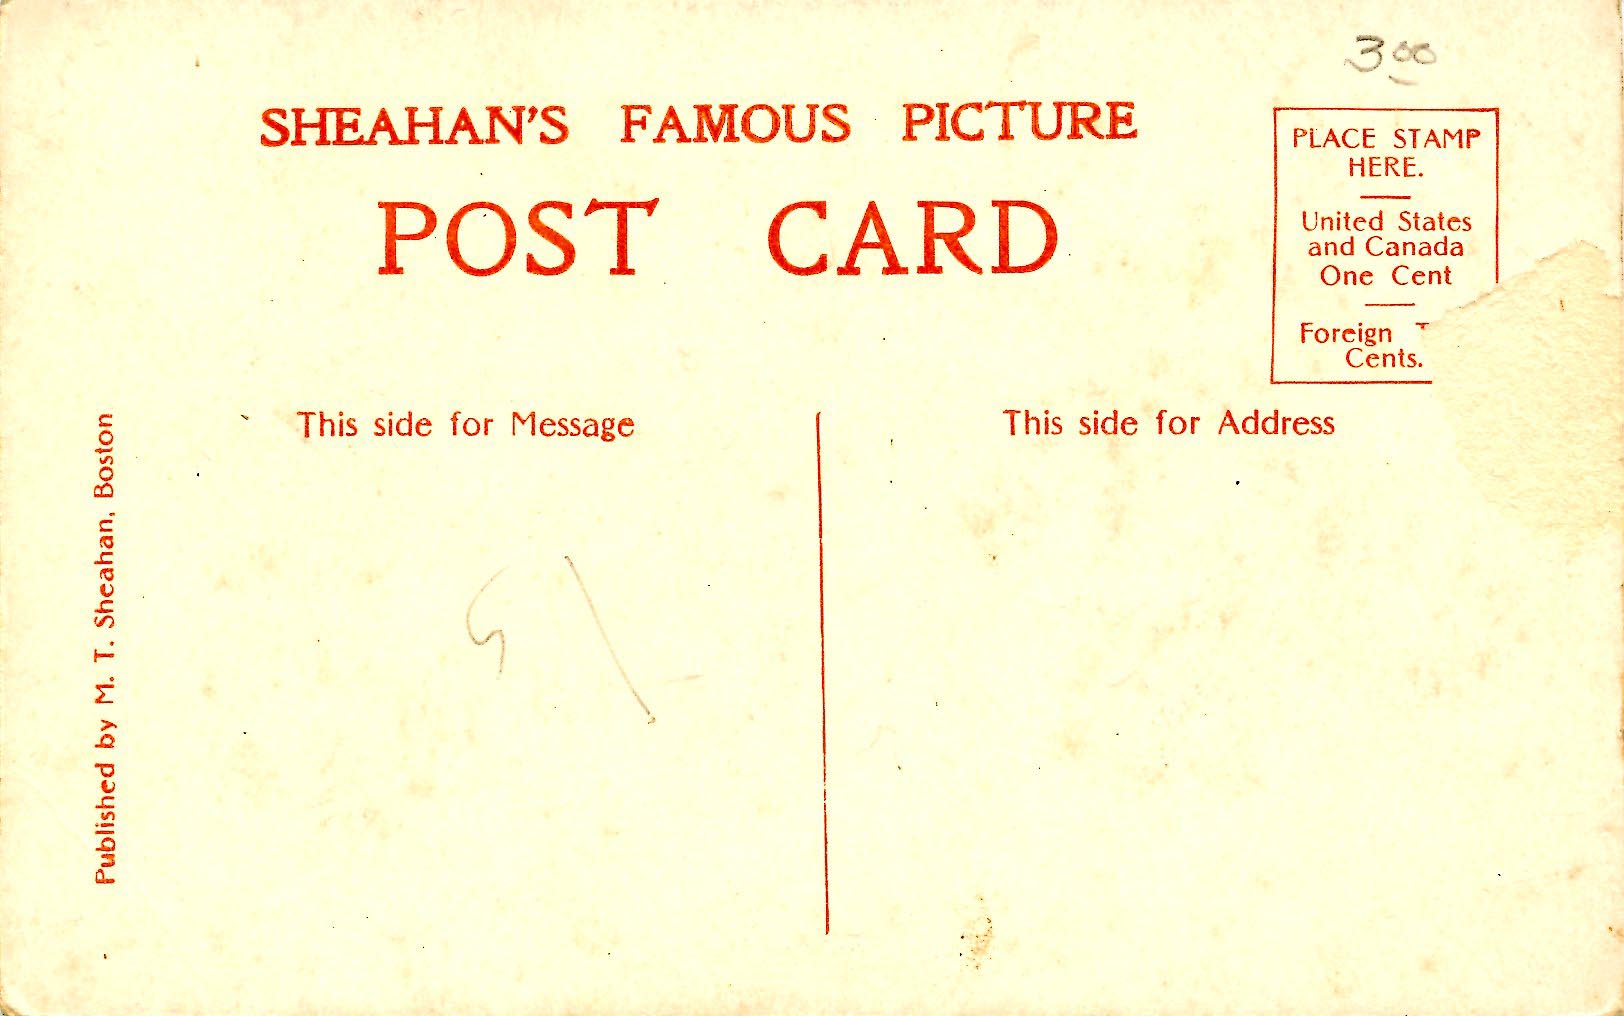 3 00
SHEAHAN'S FAMOUS PICTURE
POST CARD
PLACE STAMP
HERE.
United States
and Canada
One Cent
Foreign
Cents.
This side for Message
This side for Address
Published by M. T. Sheahan, Boston